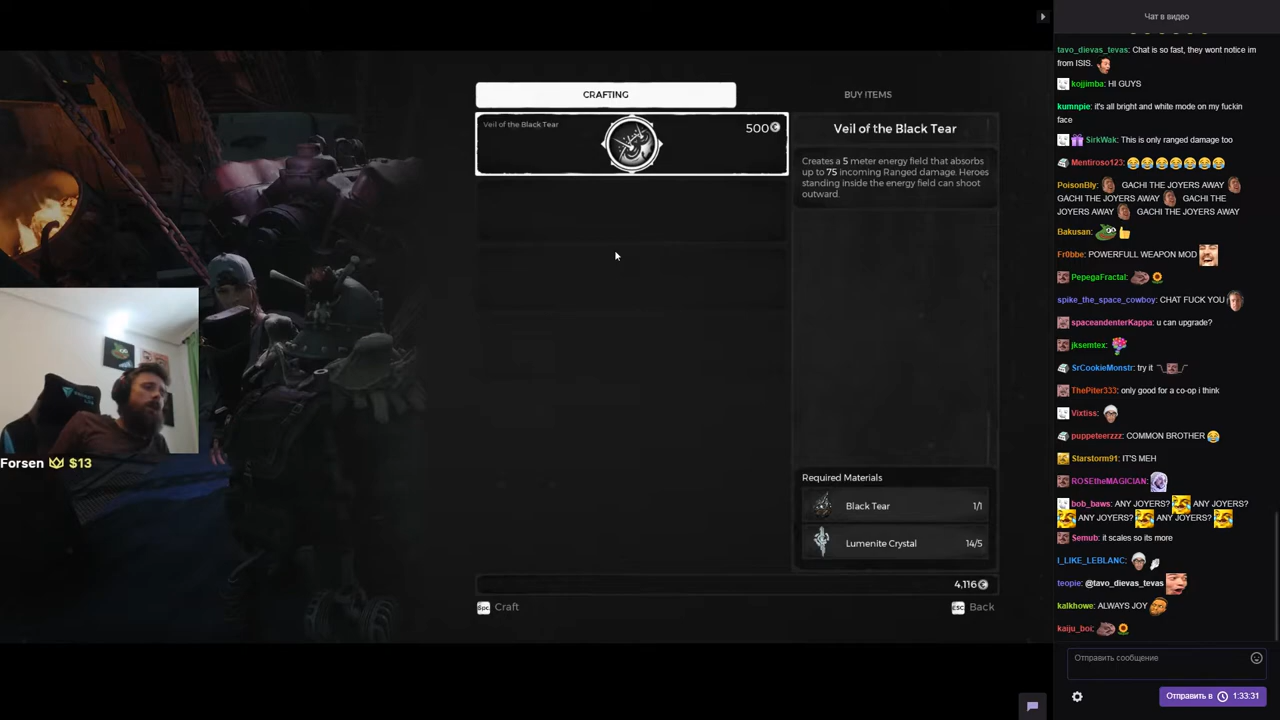 CRAFTING
BUY ITEMS
Veil of the Black Tear
500
Veil of the Black Tear
Creates a 5 meter energy field that absorbs
up to 75 incoming Ranged damage. Heroes
standing inside the energy field can shoot
outward.
Required Materials
Black Tear 1/1
Lumenite Crystal 14/5
4,116
Spc Craft
ESC Back
Forsen $13
Чат в видео
tavo_dievas_tevas: Chat is so fast, they wont notice im
from ISIS.
kojjimba: HI GUYS
kumnpie: it's all bright and white mode on my fuckin
face
SirkWak: This is only ranged damage too
Mentiroso123:
PoisonBly: GACHI THE JOYERS AWAY
GACHI THE JOYERS AWAY GACHI THE
JOYERS AWAY GACHI THE JOYERS AWAY
Bakusan:
Fr0bbe: POWERFULL WEAPON MOD
PepegaFractal:
spike_the_space_cowboy: CHAT FUCK YOU
spaceandenterKappa: u can upgrade?
jksemtex:
SrCookieMonstr: try it
ThePiter333: only good for a co-op i think
Vixtiss:
puppeteerzzz: COMMON BROTHER
Starstorm91: IT'S MEH
ROSEtheMAGICIAN:
bob_baws: ANY JOYERS? ANY JOYERS?
ANY JOYERS? ANY JOYERS?
Semub: it scales so its more
I_LIKE_LEBLANC:
teopie: @tavo_dievas_tevas
kalkhowe: ALWAYS JOY
kaiju_boi:
Отправить сообщение
Отправить в 1:33:31